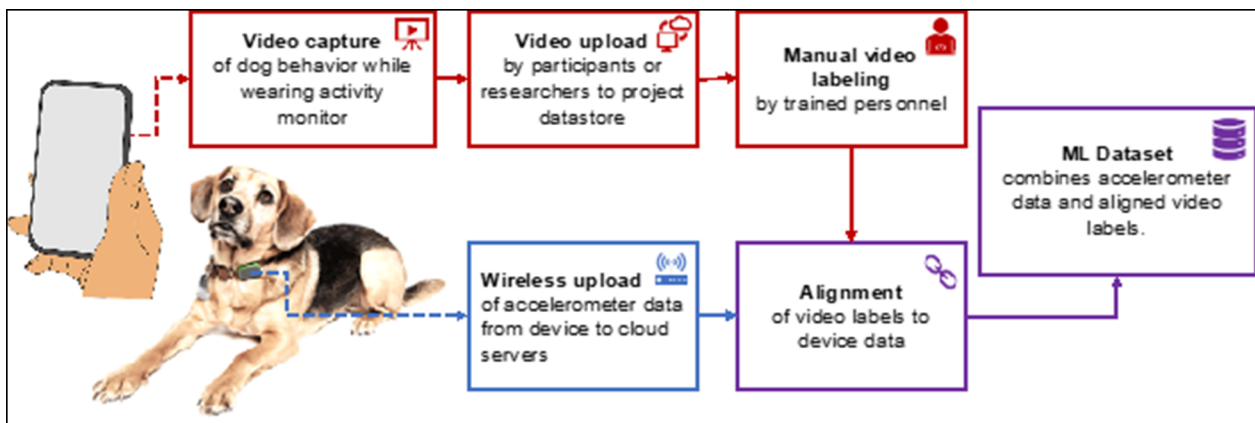 Video capture
of dog behavior while
wearing activity
monitor
Video upload
by participants or
researchers to project
datastore
Manual video
labeling
by trained personnel
ML Dataset
combines accelerometer
data and aligned video
labels.
Wireless upload
of accelerometer data
from device to cloud
servers
Alignment
of video labels to
device data